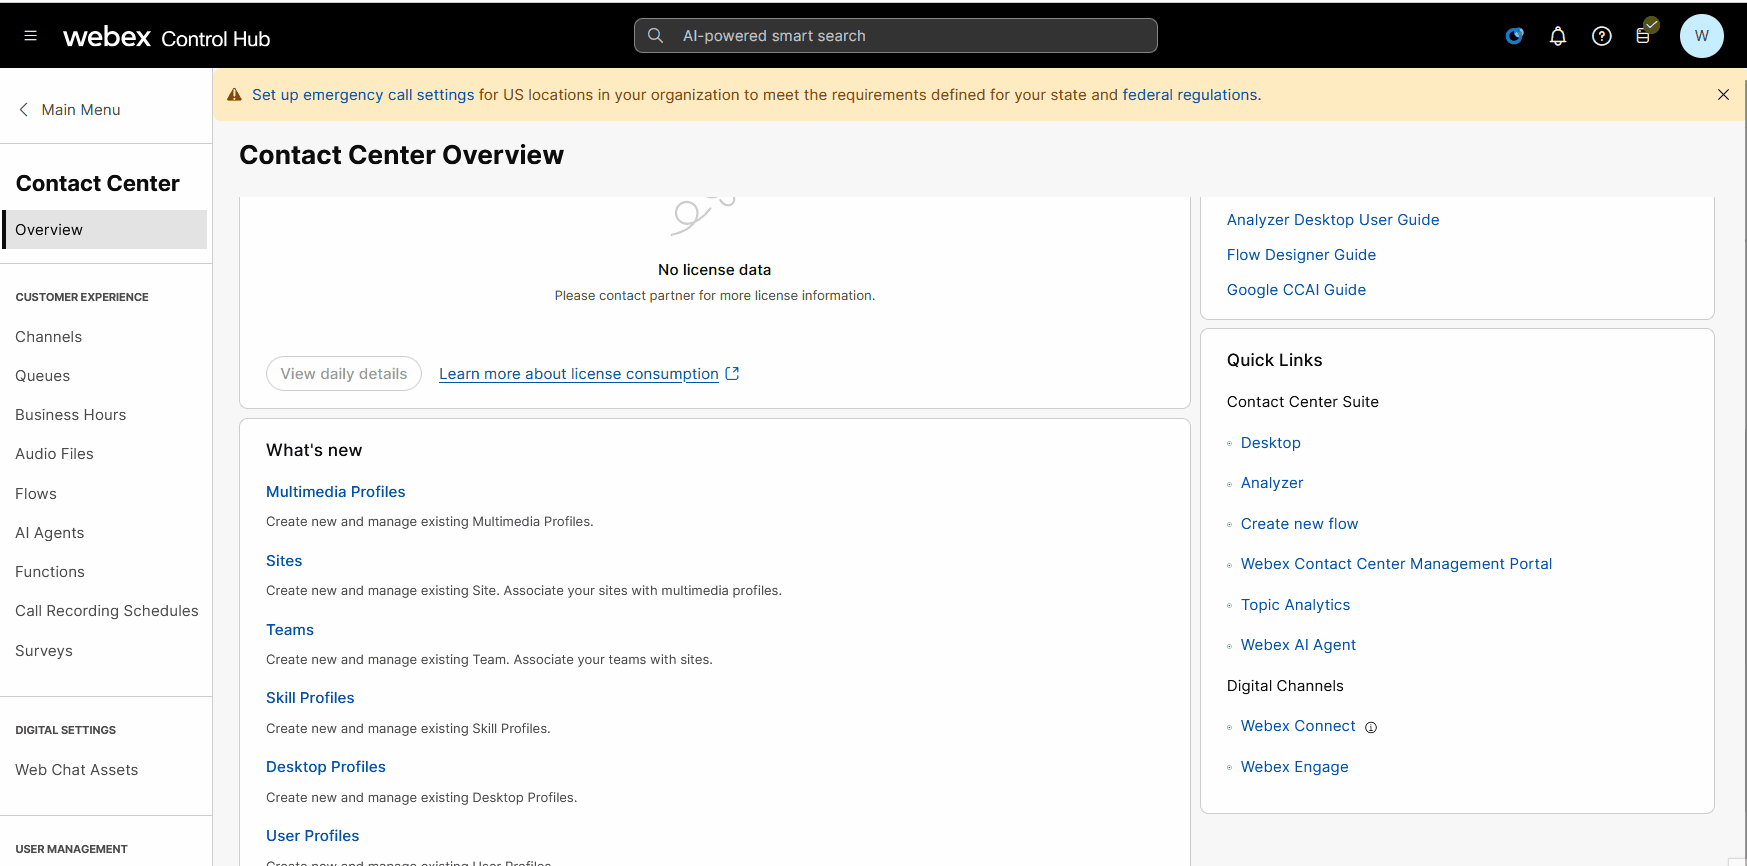 webex Control Hub
AI-powered smart search
W
Main Menu
Contact Center
Overview
CUSTOMER EXPERIENCE
Channels
Queues
Business Hours
Audio Files
Flows
AI Agents
Functions
Call Recording Schedules
Surveys
DIGITAL SETTINGS
Web Chat Assets
USER MANAGEMENT
Set up emergency call settings for US locations in your organization to meet the requirements defined for your state and federal regulations.
Contact Center Overview
No license data
Please contact partner for more license information.
View daily details
Learn more about license consumption
What's new
Multimedia Profiles
Create new and manage existing Multimedia Profiles.
Sites
Create new and manage existing Site. Associate your sites with multimedia profiles.
Teams
Create new and manage existing Team. Associate your teams with sites.
Skill Profiles
Create new and manage existing Skill Profiles.
Desktop Profiles
Create new and manage existing Desktop Profiles.
User Profiles
Create new and manage existing User Profiles.
Analyzer Desktop User Guide
Flow Designer Guide
Google CCAI Guide
Quick Links
Contact Center Suite
Desktop
Analyzer
Create new flow
Webex Contact Center Management Portal
Topic Analytics
Webex AI Agent
Digital Channels
Webex Connect
Webex Engage